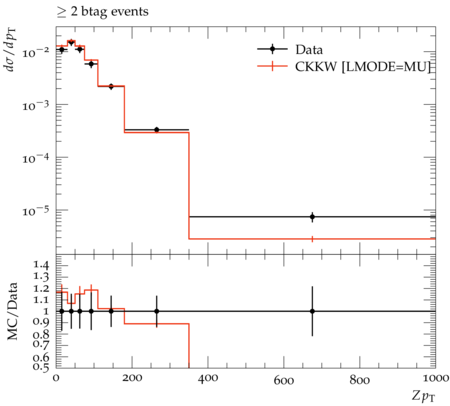 ≥ 2 btag events
dσ/dpT
10−2
10−3
10−4
10−5
Data
CKKW [LMODE=MU]
MC/Data
1.4
1.3
1.2
1.1
1
0.9
0.8
0.7
0.6
0.5
0 200 400 600 800 1000
Z pT